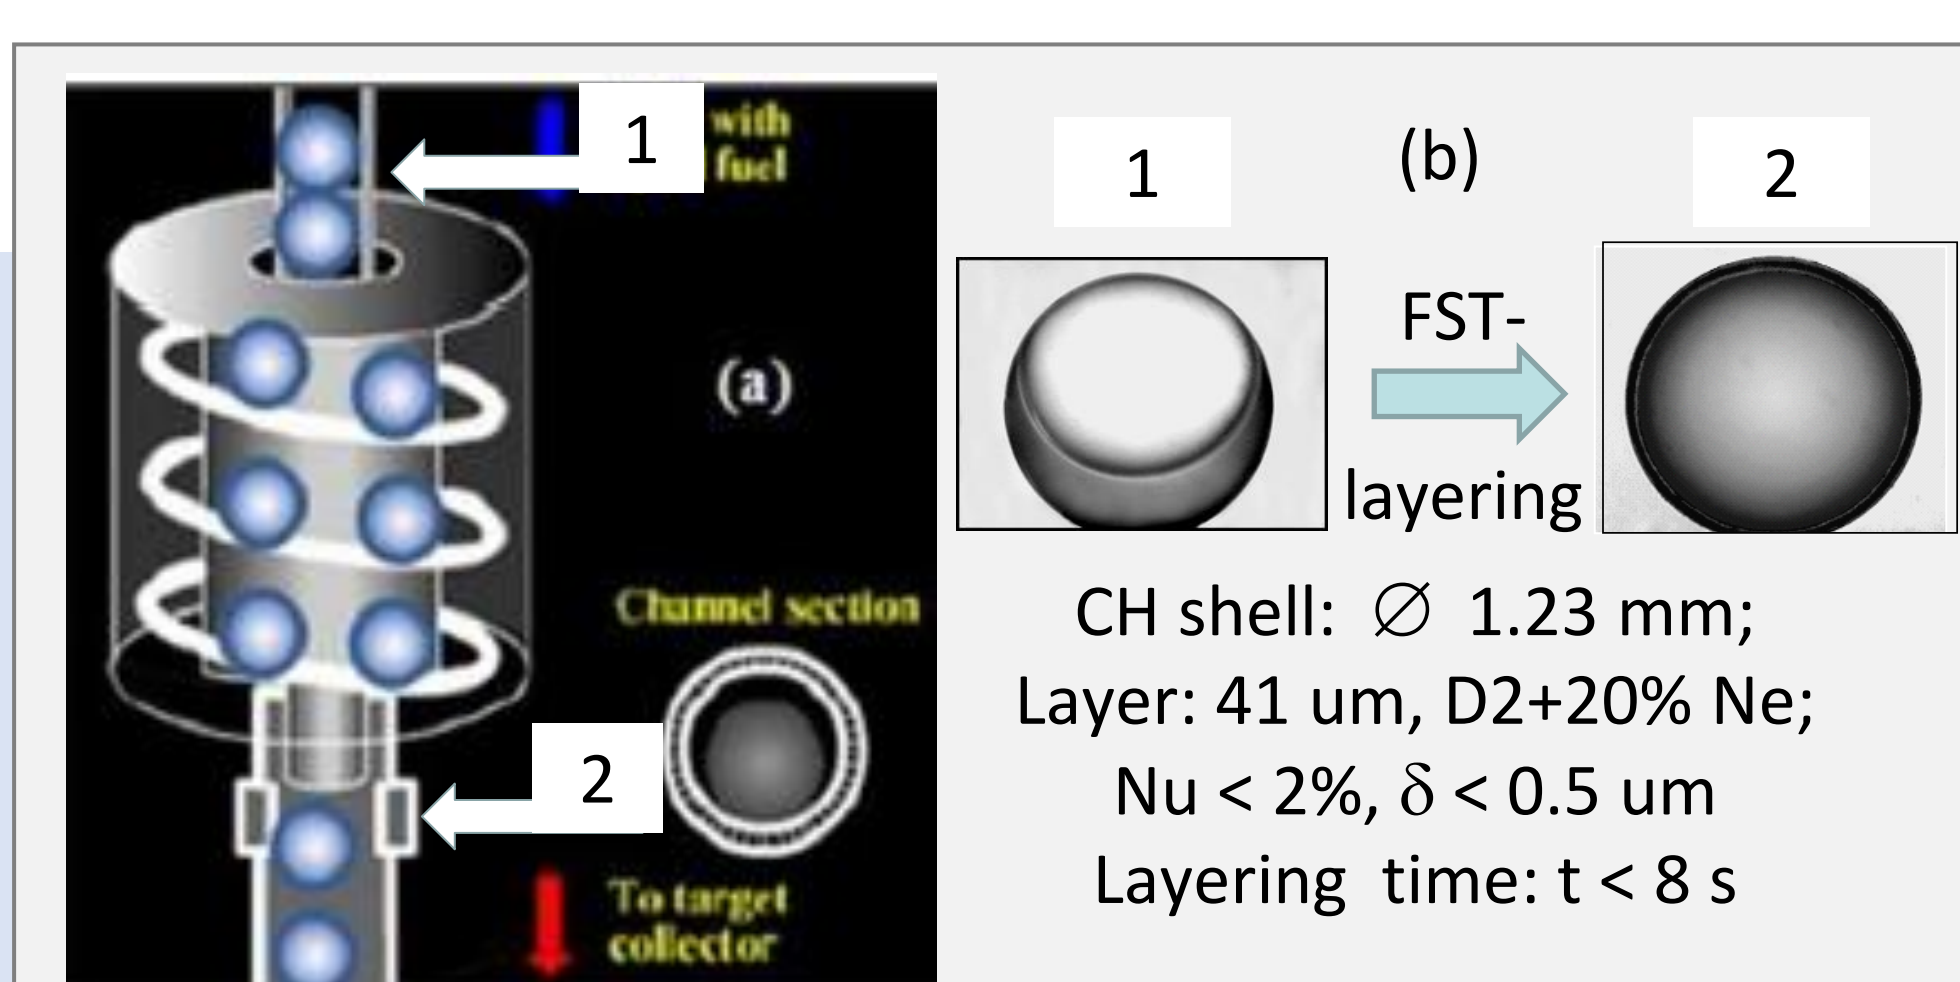 1
with
fuel
(a)
Channel section
2
To target
collector
1
(b)
2
FST-
layering
CH shell: ∅ 1.23 mm;
Layer: 41 um, D2+20% Ne;
Nu < 2%, δ < 0.5 um
Layering time: t < 8 s